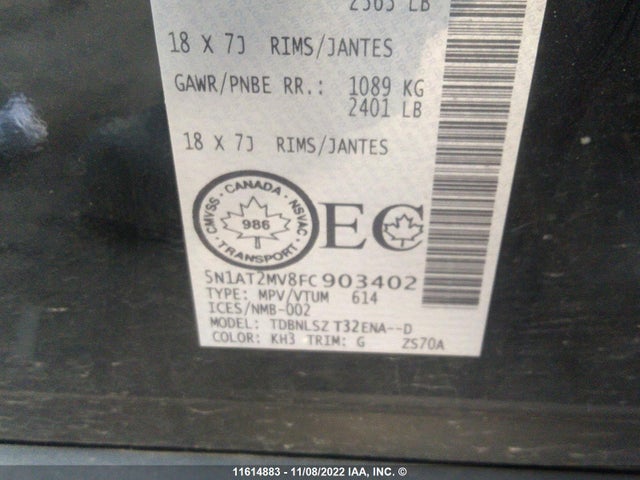 2365 LB
18 X 7J RIMS/JANTES
GAWR/PNBE RR.: 1089 KG
2401 LB
18 X 7J RIMS/JANTES
CANADA
CMVSS · NSVAC
986
TRANSPORT
EC
5N1AT2MV8FC903402
TYPE: MPV/VTUM 614
ICES/NMB-002
MODEL: TDBNLSZ T32ENA--D
COLOR: KH3 TRIM: G ZS70A
11614883 - 11/08/2022 IAA, INC. ©